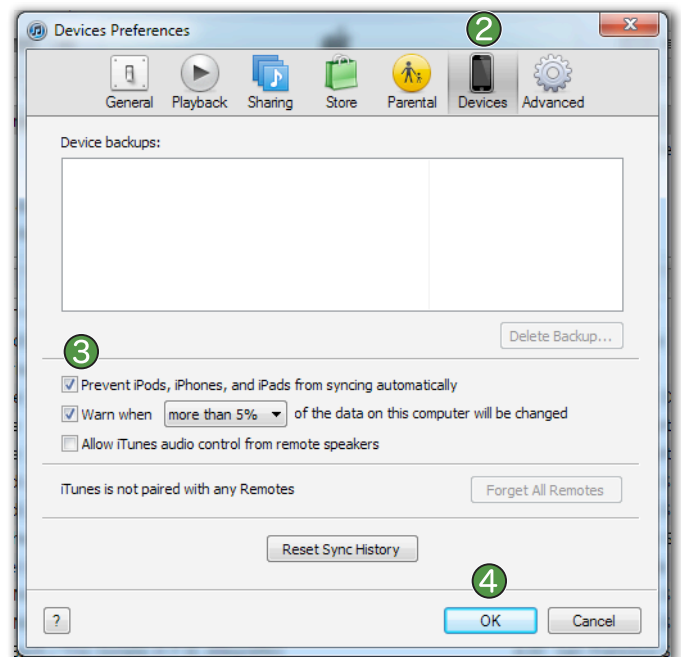 Devices Preferences
2
General Playback Sharing Store Parental Devices Advanced
Device backups:
Delete Backup...
3
Prevent iPods, iPhones, and iPads from syncing automatically
Warn when more than 5% of the data on this computer will be changed
Allow iTunes audio control from remote speakers
iTunes is not paired with any Remotes
Forget All Remotes
Reset Sync History
4
?
OK
Cancel